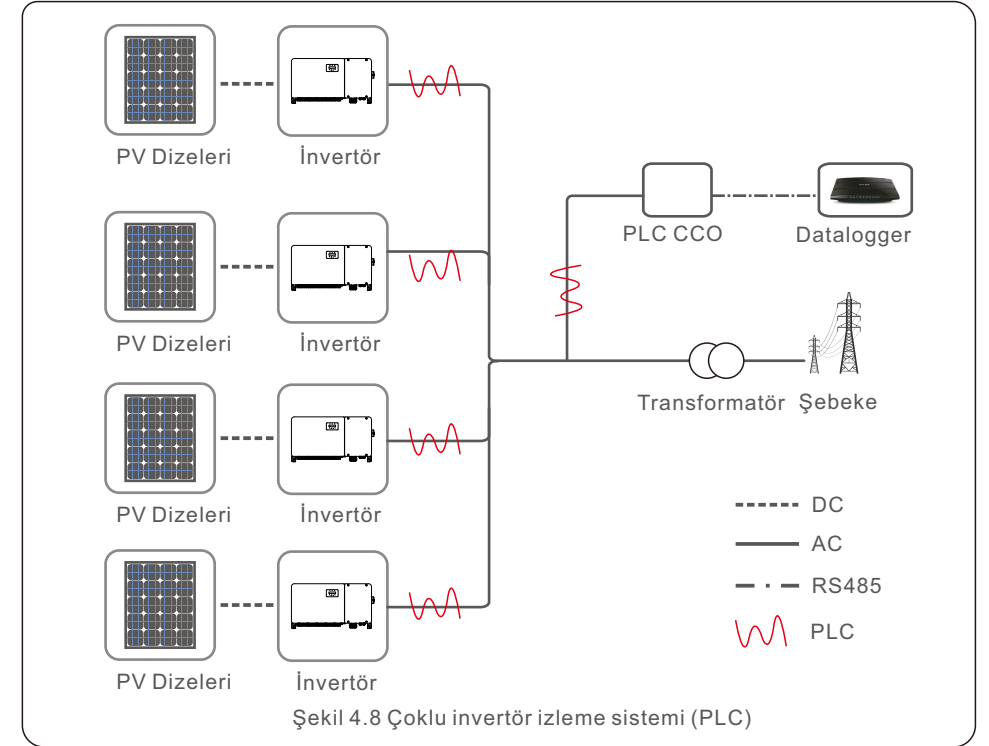 PV Dizeleri
İnvertör
PLC CCO
Datalogger
PV Dizeleri
İnvertör
Transformatör
Şebeke
PV Dizeleri
İnvertör
DC
AC
RS485
PLC
PV Dizeleri
İnvertör
Şekil 4.8 Çoklu invertör izleme sistemi (PLC)